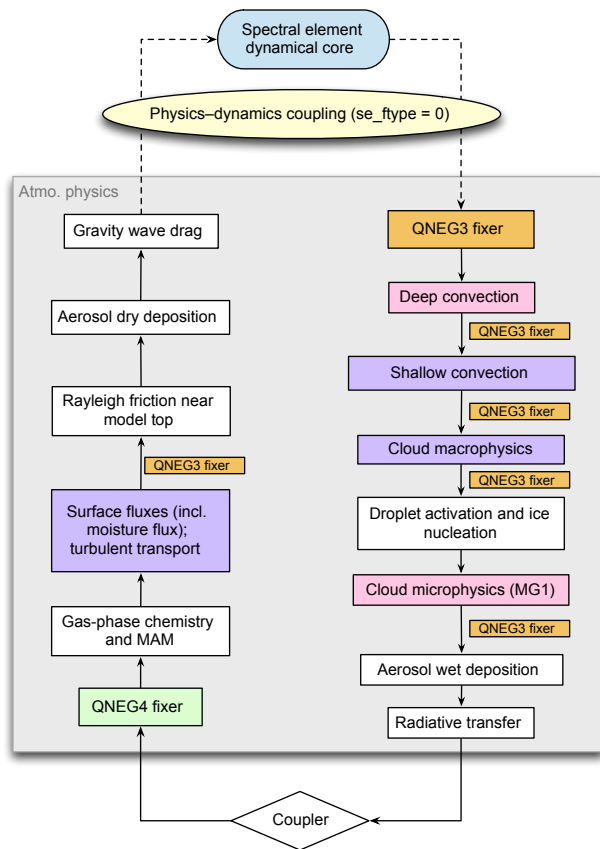 Spectral element
dynamical core
Physics–dynamics coupling (se_ftype = 0)
Atmo. physics
QNEG3 fixer
Deep convection
QNEG3 fixer
Shallow convection
QNEG3 fixer
Cloud macrophysics
QNEG3 fixer
Droplet activation and ice
nucleation
Cloud microphysics (MG1)
QNEG3 fixer
Aerosol wet deposition
Radiative transfer
Coupler
QNEG4 fixer
Gas-phase chemistry
and MAM
Surface fluxes (incl.
moisture flux);
turbulent transport
QNEG3 fixer
Rayleigh friction near
model top
Aerosol dry deposition
Gravity wave drag